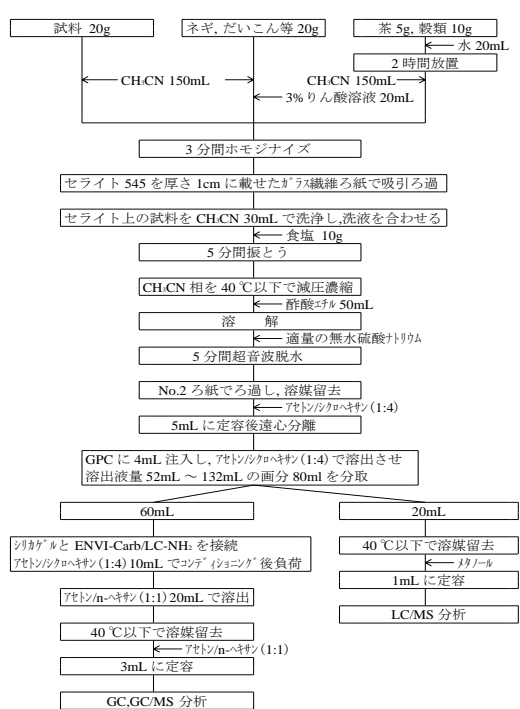 試料 20g
ネギ, だいこん等 20g
茶 5g, 穀類 10g
水 20mL
2 時間放置
CH₃CN 150mL
CH₃CN 150mL
3% りん酸溶液 20mL
3 分間ホモジナイズ
セライト 545 を厚さ 1cm に載せたガラス繊維ろ紙で吸引ろ過
セライト上の試料を CH₃CN 30mL で洗浄し, 洗液を合わせる
食塩 10g
5 分間振とう
CH₃CN 相を 40 ℃以下で減圧濃縮
酢酸エチル 50mL
溶 解
適量の無水硫酸ナトリウム
5 分間超音波脱水
No.2 ろ紙でろ過し, 溶媒留去
アセトン/シクロヘキサン (1:4)
5mL に定容後遠心分離
GPC に 4mL 注入し, アセトン/シクロヘキサン (1:4) で溶出させ
溶出液量 52mL ～ 132mL の画分 80ml を分取
60mL
20mL
シリカゲルと ENVI-Carb/LC-NH₂ を接続
アセトン/シクロヘキサン (1:4) 10mL でコンディショニング後負荷
40 ℃以下で溶媒留去
メタノール
1mL に定容
アセトン/n-ヘキサン (1:1) 20mL で溶出
LC/MS 分析
40 ℃以下で溶媒留去
アセトン/n-ヘキサン (1:1)
3mL に定容
GC,GC/MS 分析